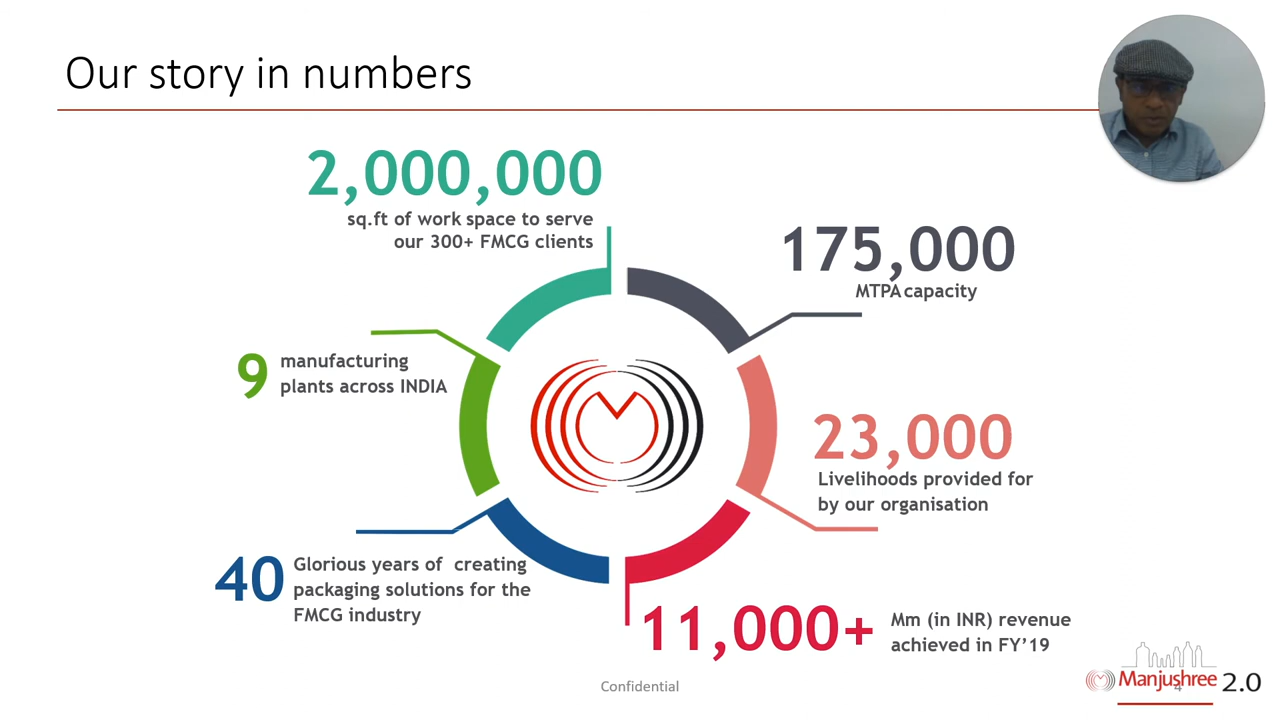 Our story in numbers
2,000,000
sq.ft of work space to serve
our 300+ FMCG clients
175,000
MTPA capacity
9
manufacturing
plants across INDIA
23,000
Livelihoods provided for
by our organisation
40
Glorious years of creating
packaging solutions for the
FMCG industry
11,000+
Mm (in INR) revenue
achieved in FY’19
Confidential
4
Manjushree 2.0